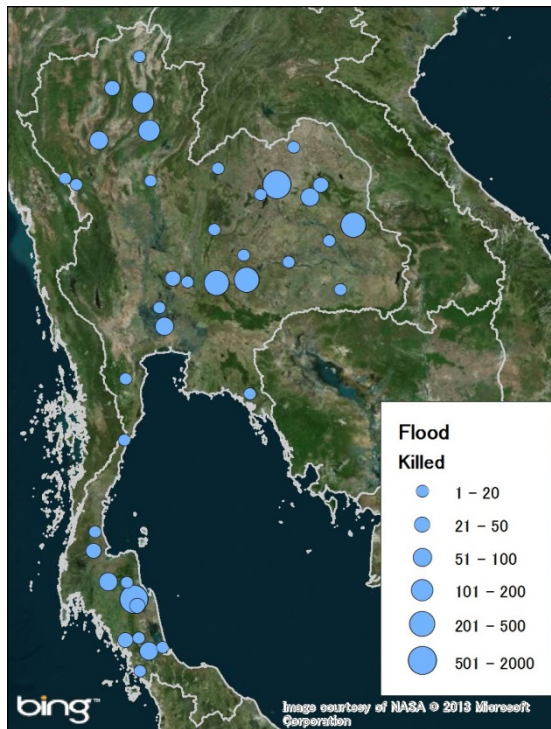 Flood
Killed
1 - 20
21 - 50
51 - 100
101 - 200
201 - 500
501 - 2000
bing™
Image courtesy of NASA © 2013 Microsoft
Corporation